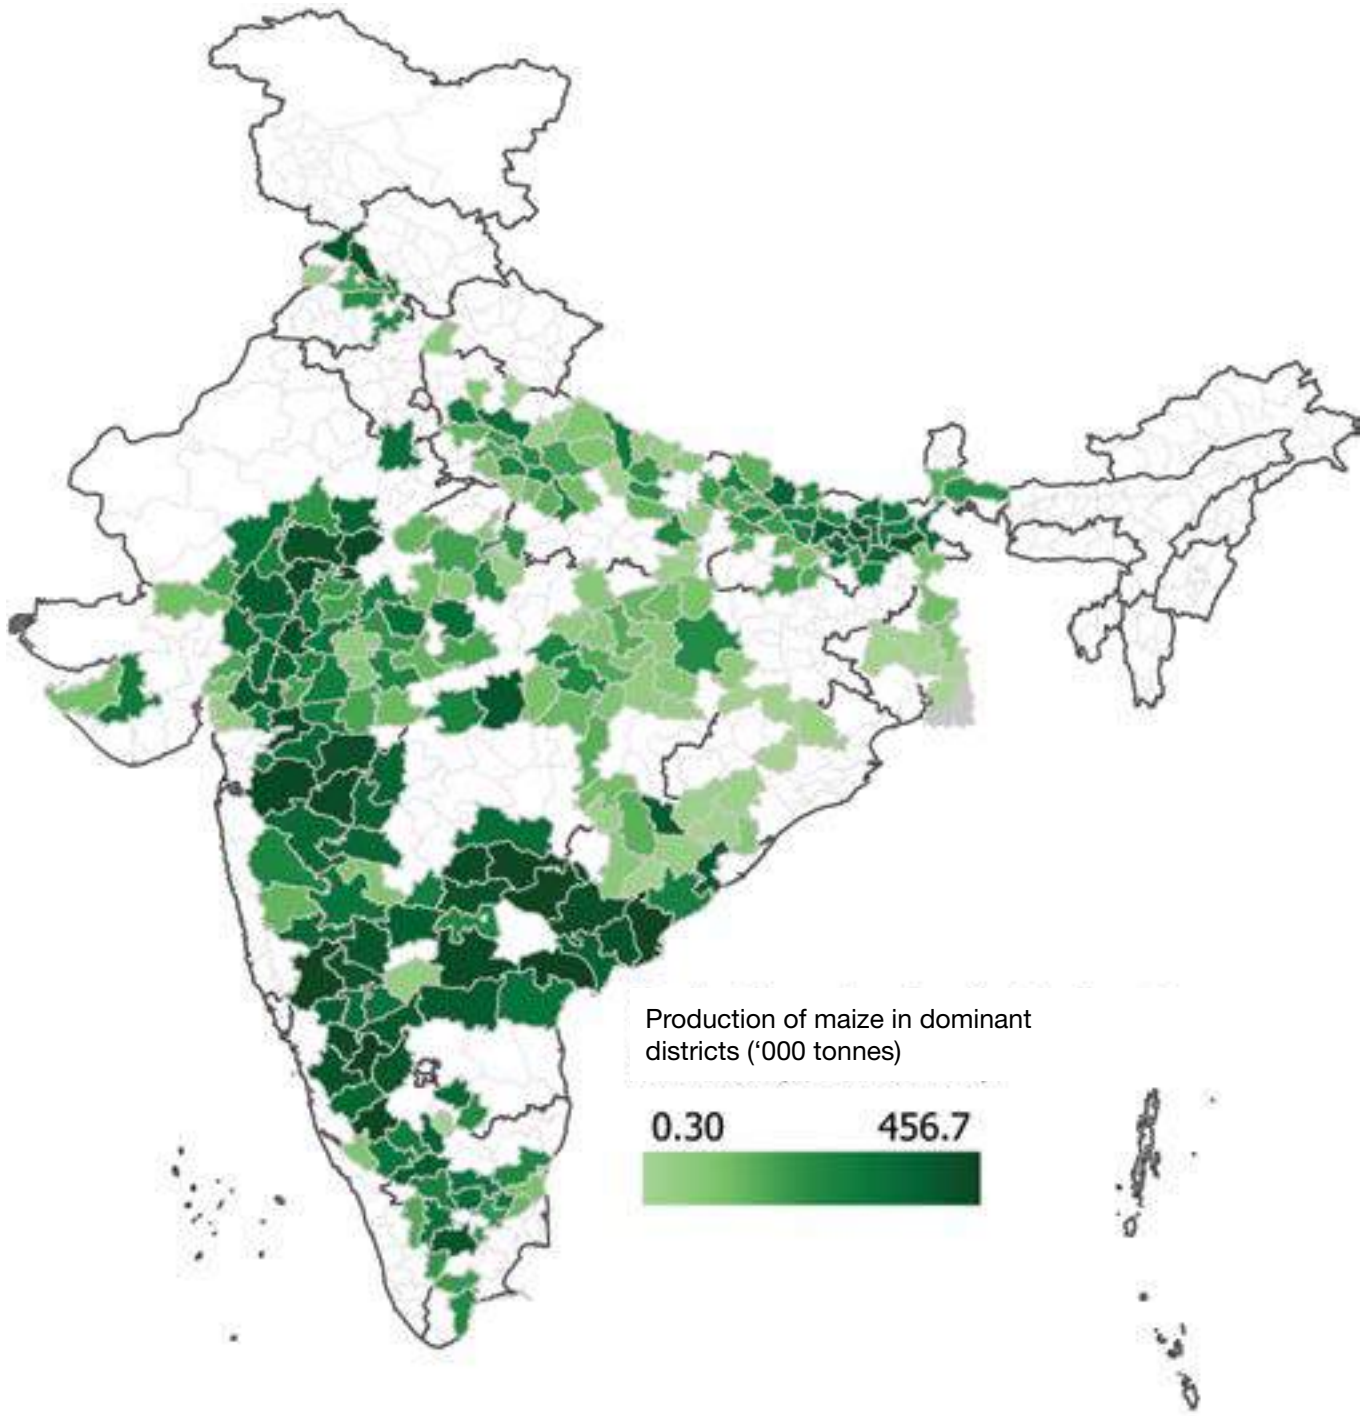 Production of maize in dominant
districts (‘000 tonnes)
0.30 456.7